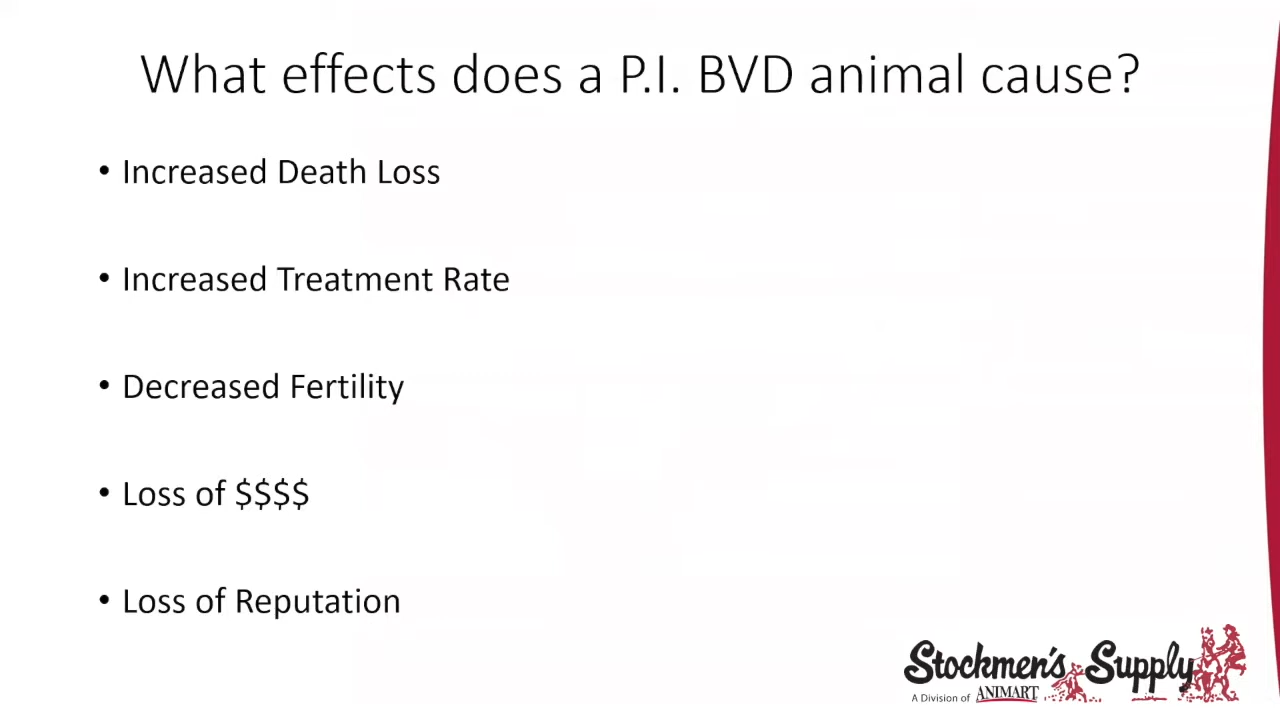 What effects does a P.I. BVD animal cause?
• Increased Death Loss
• Increased Treatment Rate
• Decreased Fertility
• Loss of $$$$
• Loss of Reputation
Stockmen's Supply
A Division of ANIMART